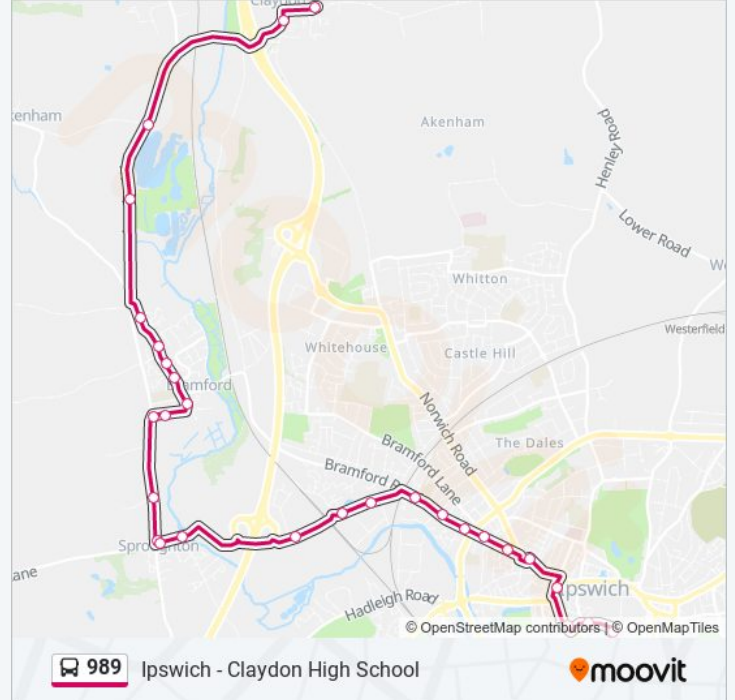 Claydon
enham
Akenham
Henley Road
Lower Road
Whitton
Westerfield
Whitehouse
Castle Hill
Bramford
Norwich Road
The Dales
Bramford Lane
Bramford R
Sproughton
ane
Ipswich
Hadleigh Road
© OpenStreetMap contributors | © OpenMapTiles
989 Ipswich - Claydon High School
moovit